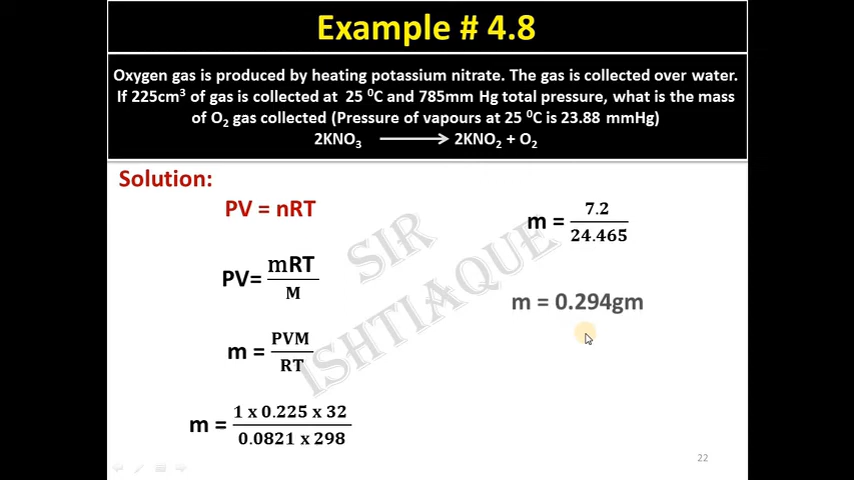 Example # 4.8
Oxygen gas is produced by heating potassium nitrate. The gas is collected over water.
If 225cm³ of gas is collected at 25 ⁰C and 785mm Hg total pressure, what is the mass
of O₂ gas collected (Pressure of vapours at 25 ⁰C is 23.88 mmHg)
2KNO₃ ⟶ 2KNO₂ + O₂
Solution:
PV = nRT
PV= mRT / M
m = PVM / RT
m = 1 x 0.225 x 32 / 0.0821 x 298
m = 7.2 / 24.465
m = 0.294gm
SIR
ISHTIAQUE
22